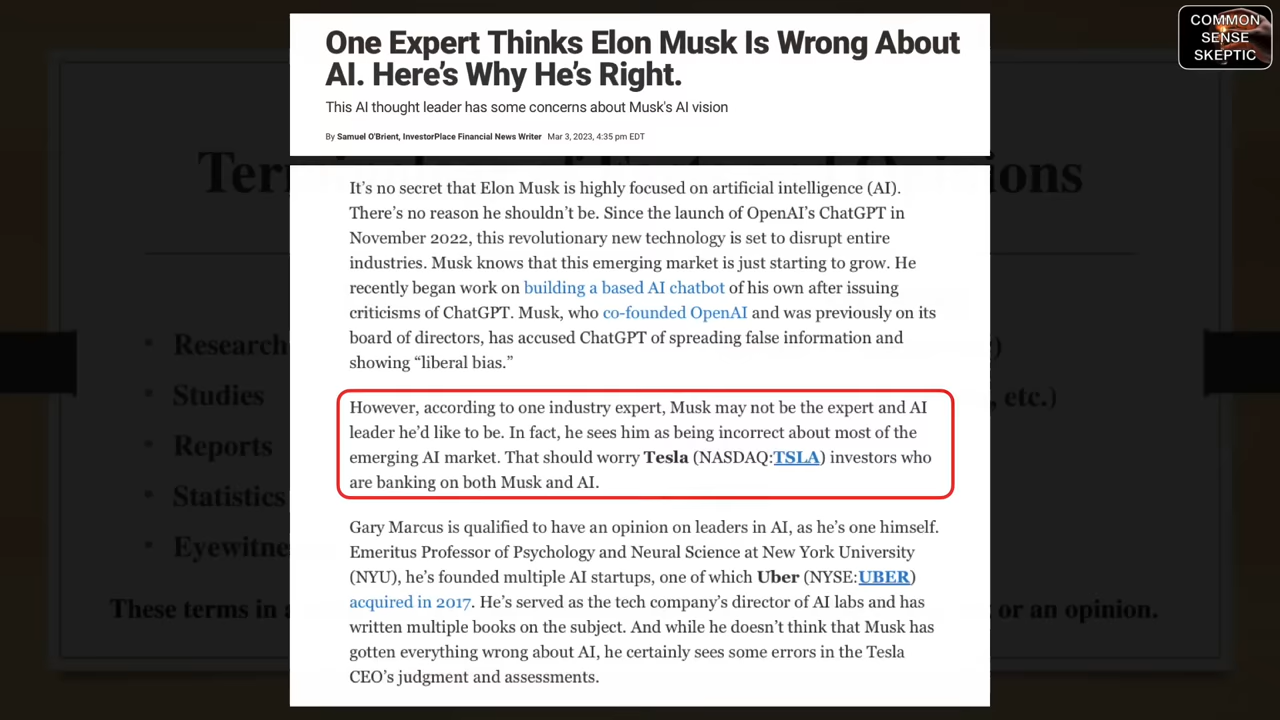 COMMON
SENSE
SKEPTIC
One Expert Thinks Elon Musk Is Wrong About
AI. Here’s Why He’s Right.
This AI thought leader has some concerns about Musk's AI vision
By Samuel O'Brient, InvestorPlace Financial News Writer Mar 3, 2023, 4:35 pm EDT
It’s no secret that Elon Musk is highly focused on artificial intelligence (AI).
There’s no reason he shouldn’t be. Since the launch of OpenAI’s ChatGPT in
November 2022, this revolutionary new technology is set to disrupt entire
industries. Musk knows that this emerging market is just starting to grow. He
recently began work on building a based AI chatbot of his own after issuing
criticisms of ChatGPT. Musk, who co-founded OpenAI and was previously on its
board of directors, has accused ChatGPT of spreading false information and
showing “liberal bias.”
However, according to one industry expert, Musk may not be the expert and AI
leader he’d like to be. In fact, he sees him as being incorrect about most of the
emerging AI market. That should worry Tesla (NASDAQ:TSLA) investors who
are banking on both Musk and AI.
Gary Marcus is qualified to have an opinion on leaders in AI, as he’s one himself.
Emeritus Professor of Psychology and Neural Science at New York University
(NYU), he’s founded multiple AI startups, one of which Uber (NYSE:UBER)
acquired in 2017. He’s served as the tech company’s director of AI labs and has
written multiple books on the subject. And while he doesn’t think that Musk has
gotten everything wrong about AI, he certainly sees some errors in the Tesla
CEO’s judgment and assessments.
Research
Studies
etc.)
Reports
Statistics
These terms in
or an opinion.